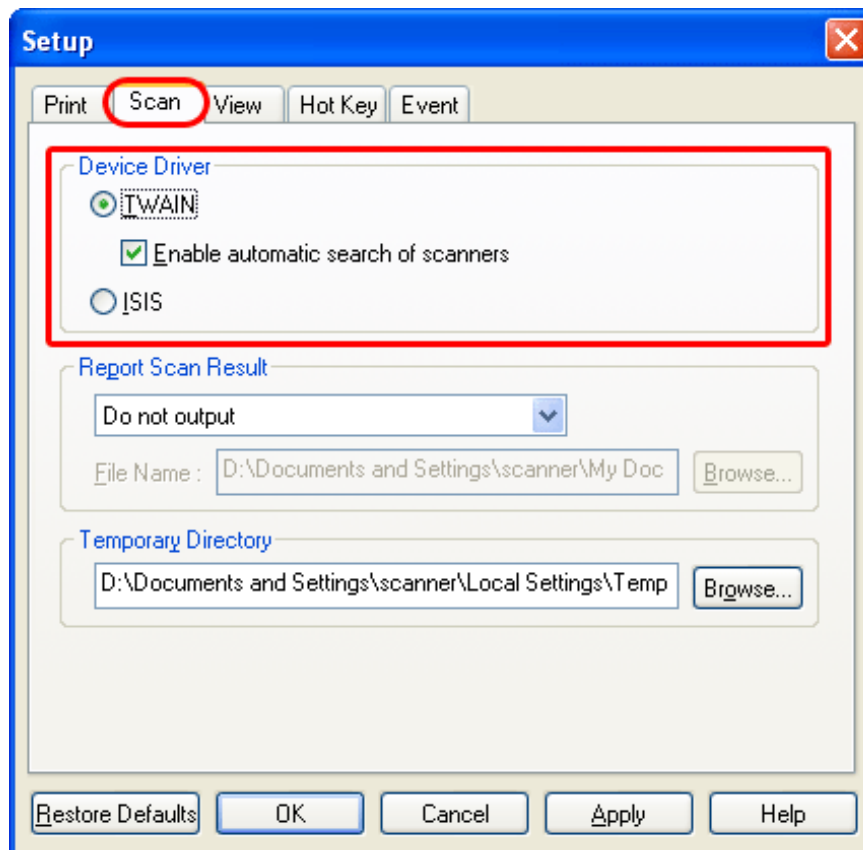 Setup
Print Scan View Hot Key Event
Device Driver
TWAIN
Enable automatic search of scanners
ISIS
Report Scan Result
Do not output
File Name : D:\Documents and Settings\scanner\My Doc Browse...
Temporary Directory
D:\Documents and Settings\scanner\Local Settings\Temp Browse...
Restore Defaults OK Cancel Apply Help